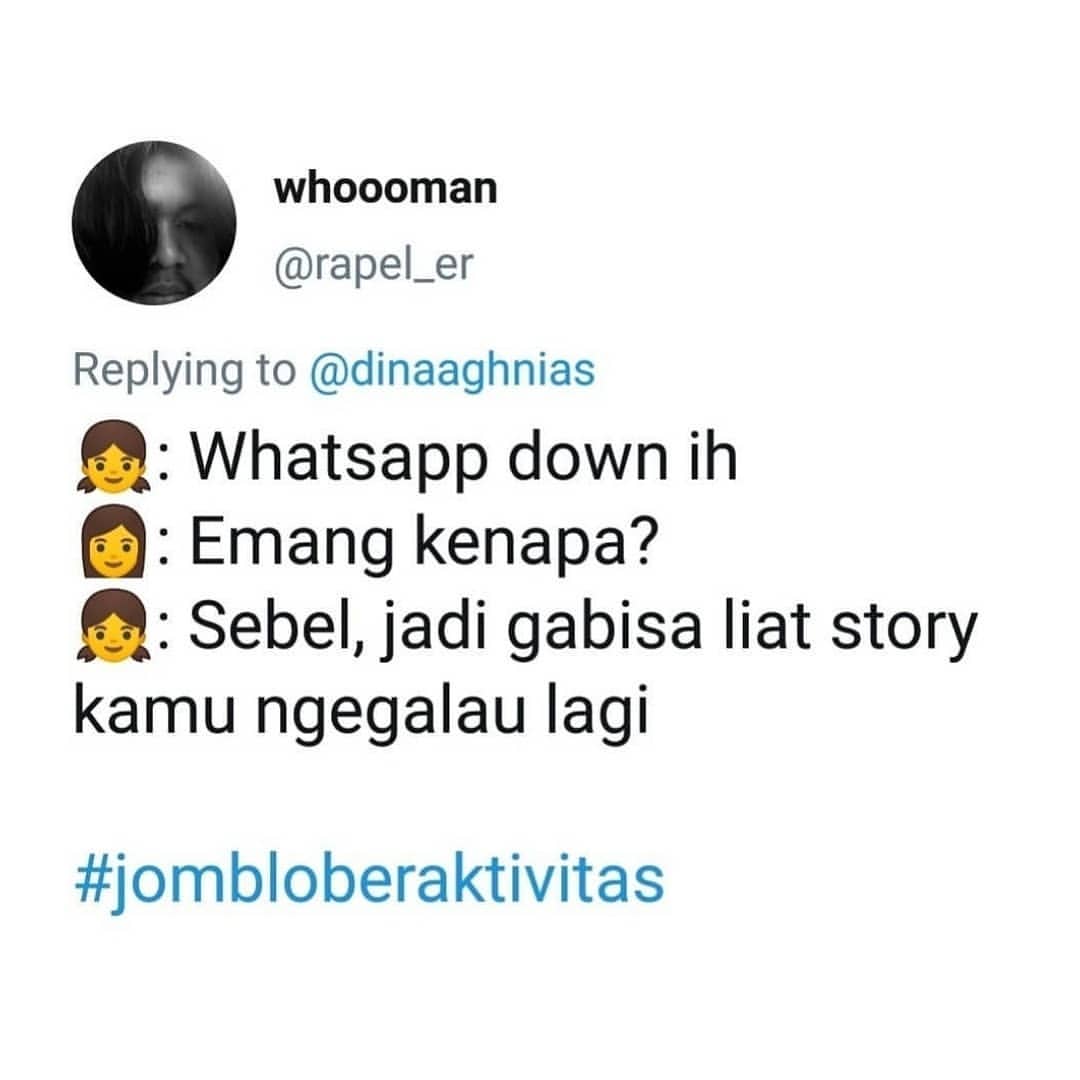 whoooman
@rapel_er
Replying to @dinaaghnias
👧: Whatsapp down ih
👩: Emang kenapa?
👧: Sebel, jadi gabisa liat story
kamu ngegalau lagi
#jombloberaktivitas